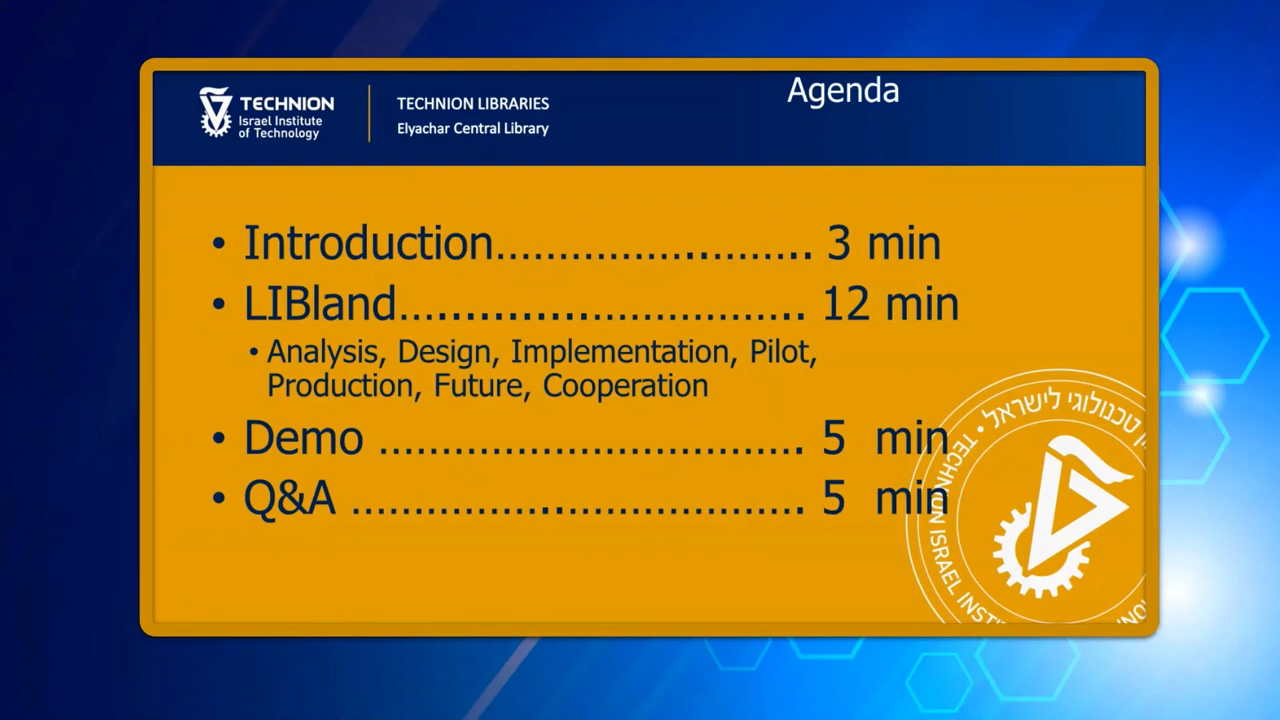 TECHNION
Israel Institute
of Technology
TECHNION LIBRARIES
Elyachar Central Library
Agenda
• Introduction........................... 3 min
• LIBland.................................... 12 min
• Analysis, Design, Implementation, Pilot,
Production, Future, Cooperation
• Demo .................................. 5 min
• Q&A ..................................... 5 min
טכנולוגי לישראל • TECHNION ISRAEL